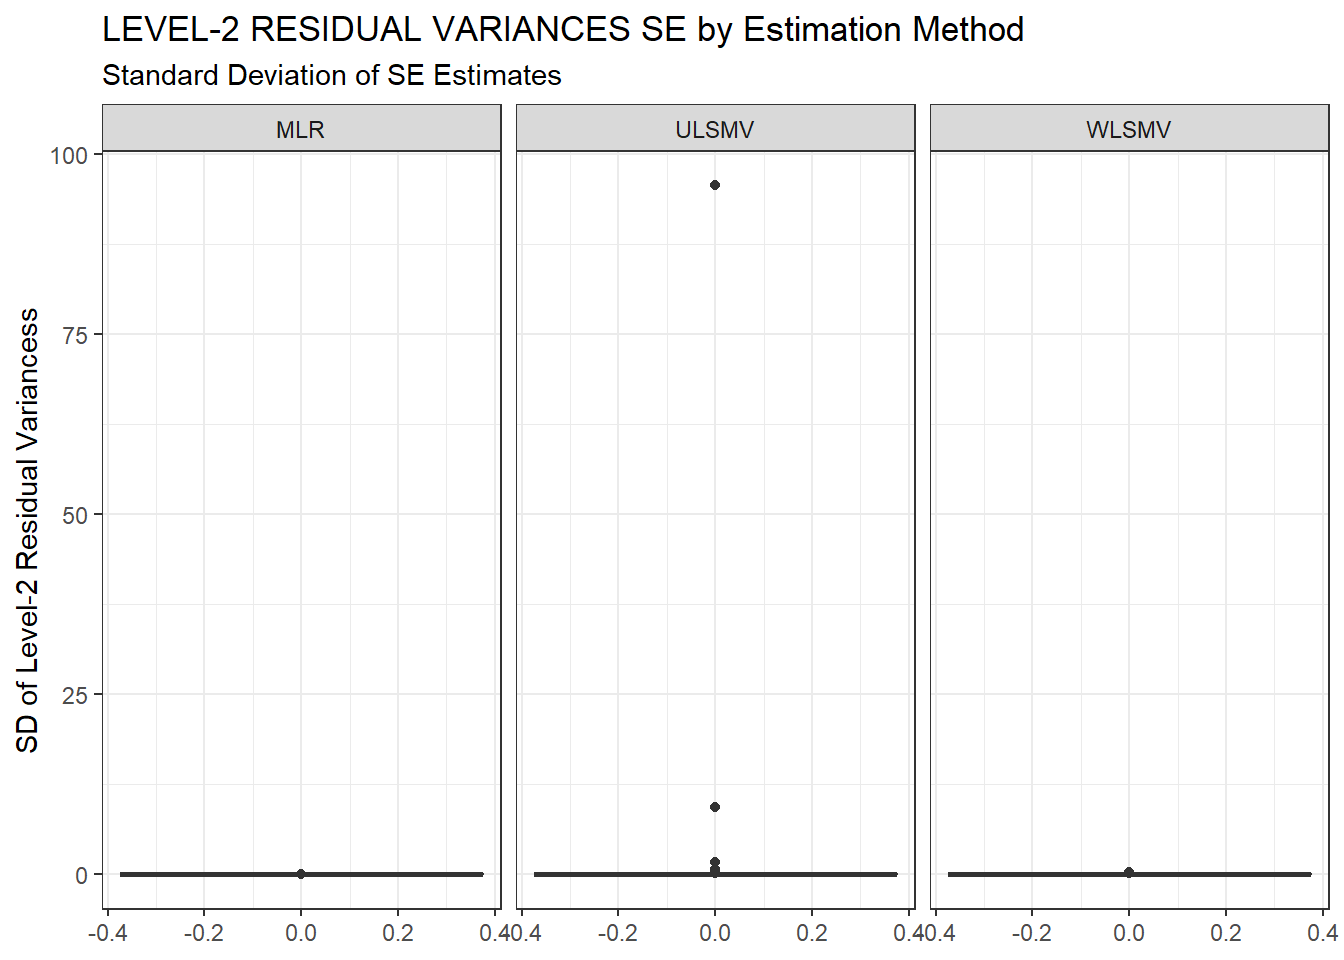 LEVEL-2 RESIDUAL VARIANCES SE by Estimation Method
Standard Deviation of SE Estimates
MLR ULSMV WLSMV
100
75
50
25
0
SD of Level-2 Residual Variancess
-0.4 -0.2 0.0 0.2 0.4 -0.4 -0.2 0.0 0.2 0.4 -0.4 -0.2 0.0 0.2 0.4